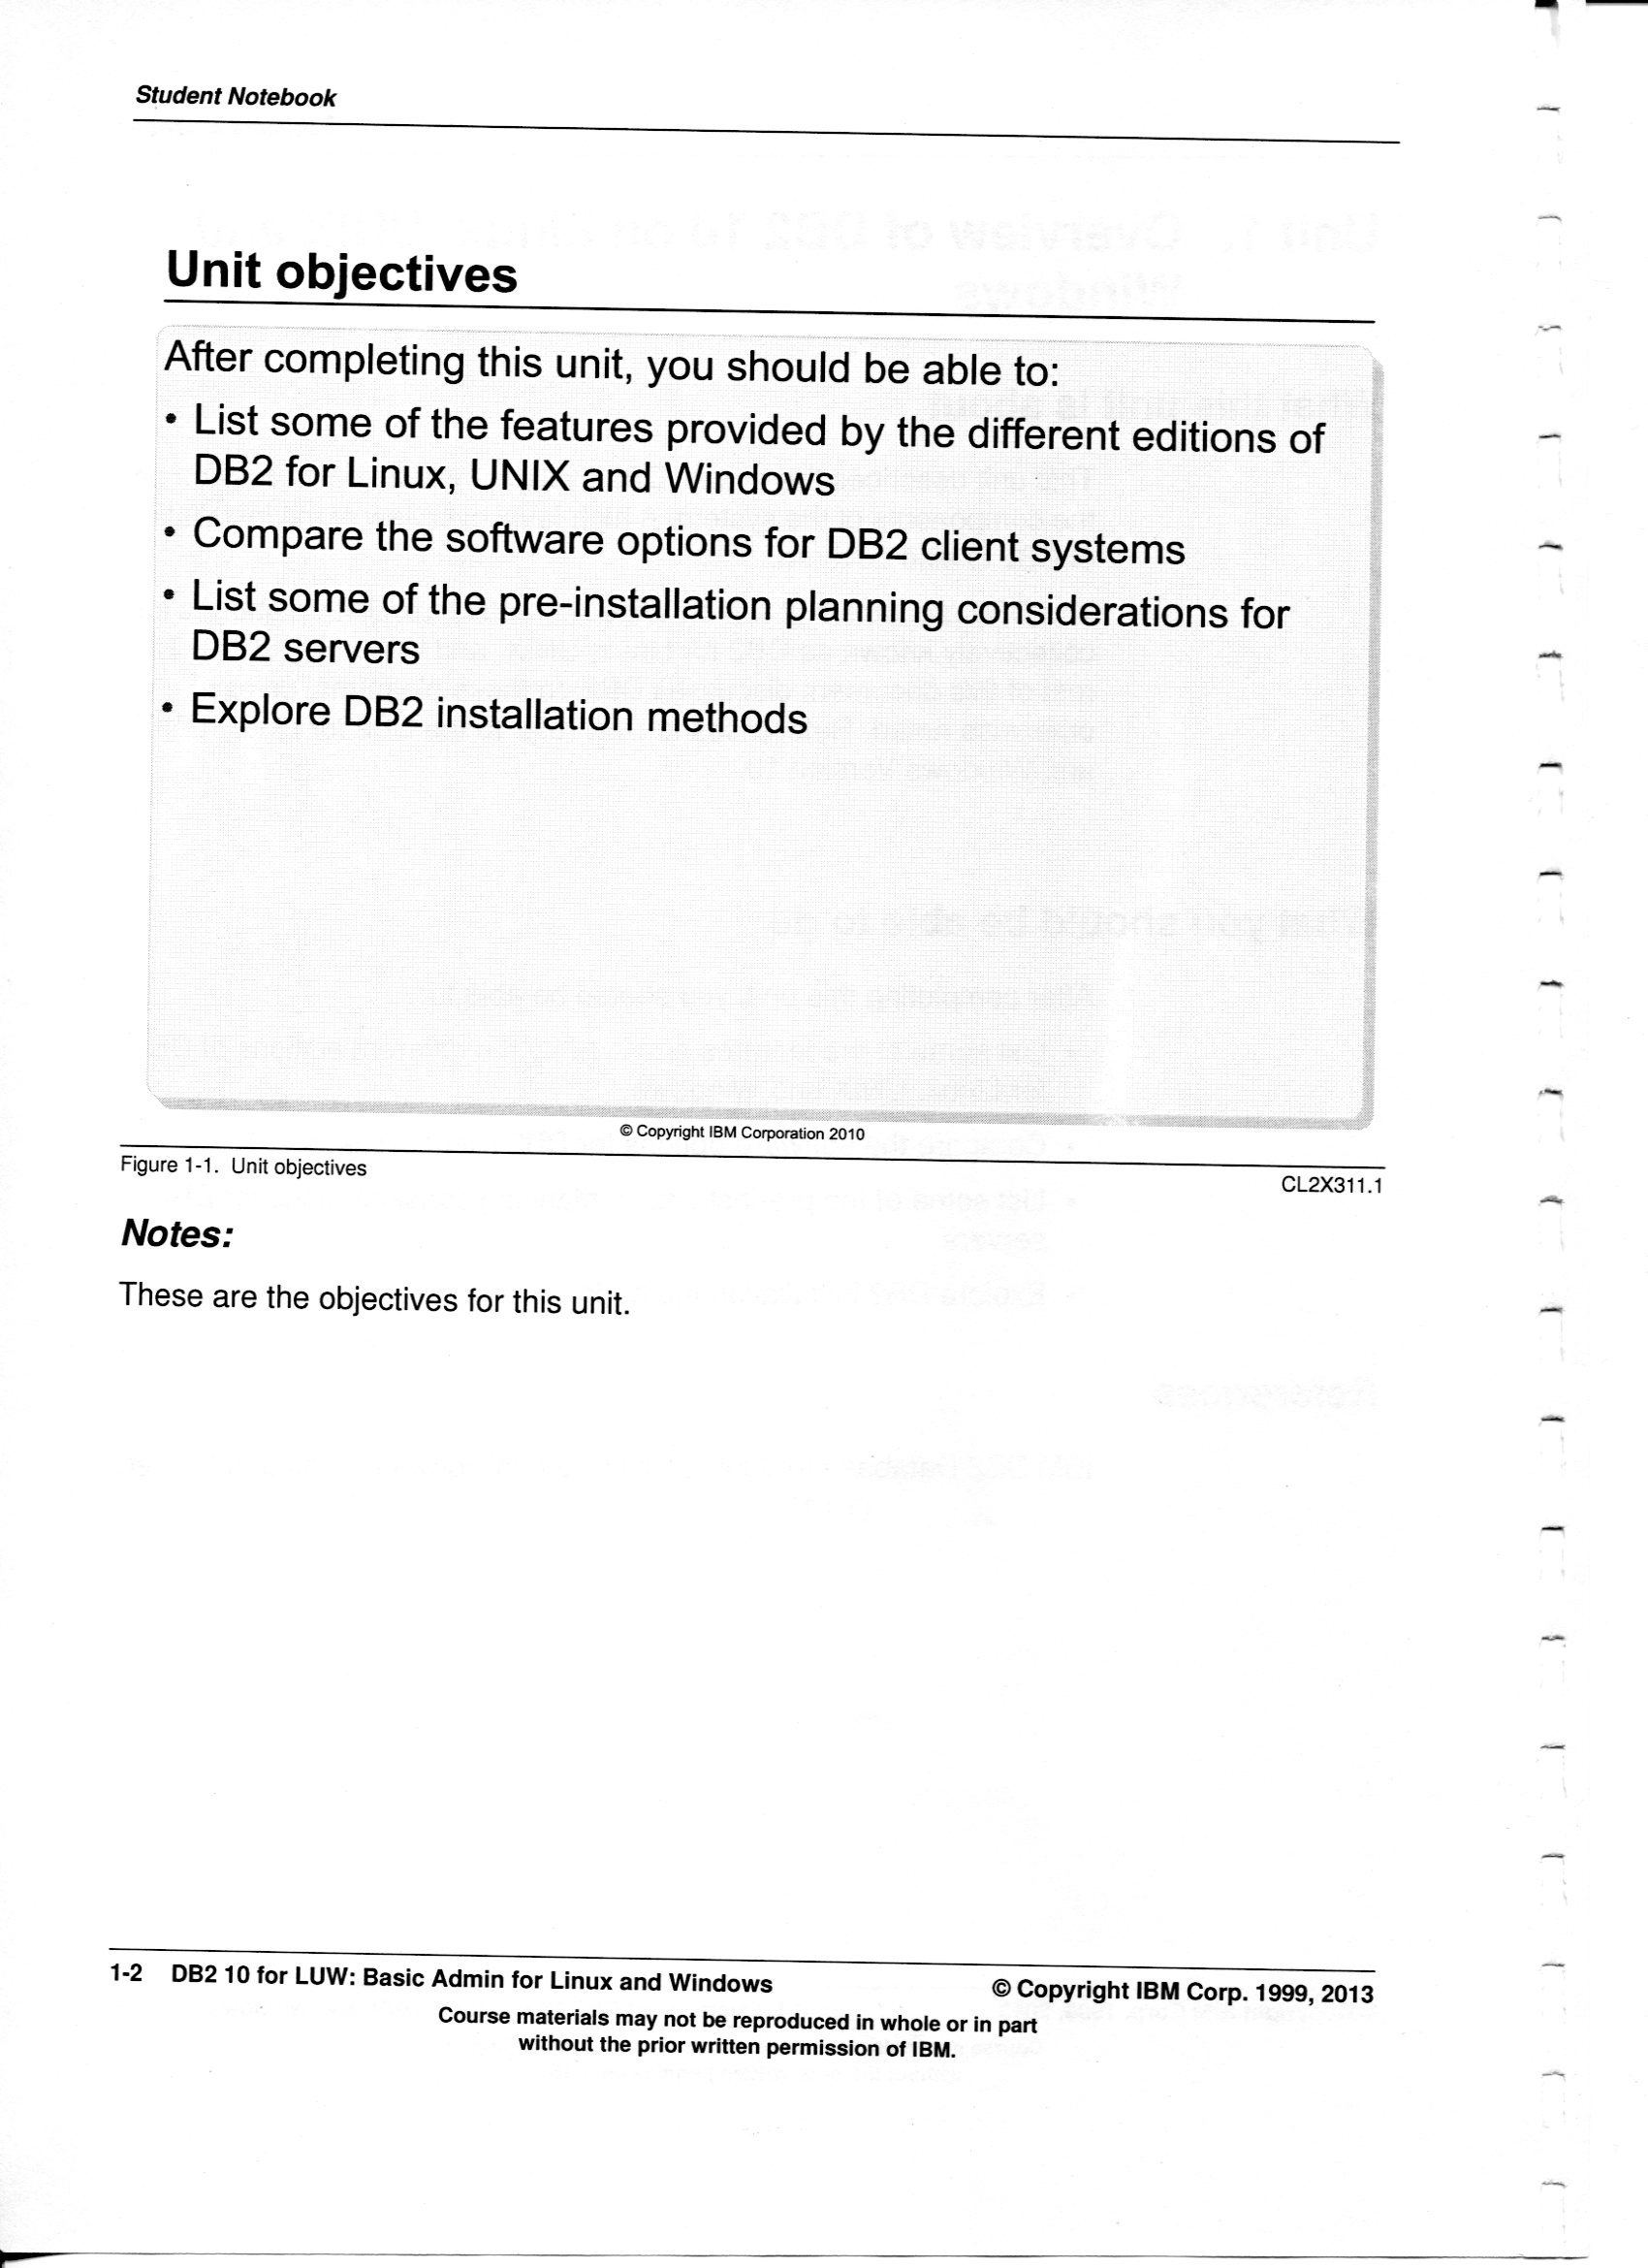 Student Notebook
Unit objectives
After completing this unit, you should be able to:
• List some of the features provided by the different editions of
DB2 for Linux, UNIX and Windows
• Compare the software options for DB2 client systems
• List some of the pre-installation planning considerations for
DB2 servers
• Explore DB2 installation methods
© Copyright IBM Corporation 2010
Figure 1-1. Unit objectives
CL2X311.1
Notes:
These are the objectives for this unit.
1-2 DB2 10 for LUW: Basic Admin for Linux and Windows © Copyright IBM Corp. 1999, 2013
Course materials may not be reproduced in whole or in part
without the prior written permission of IBM.